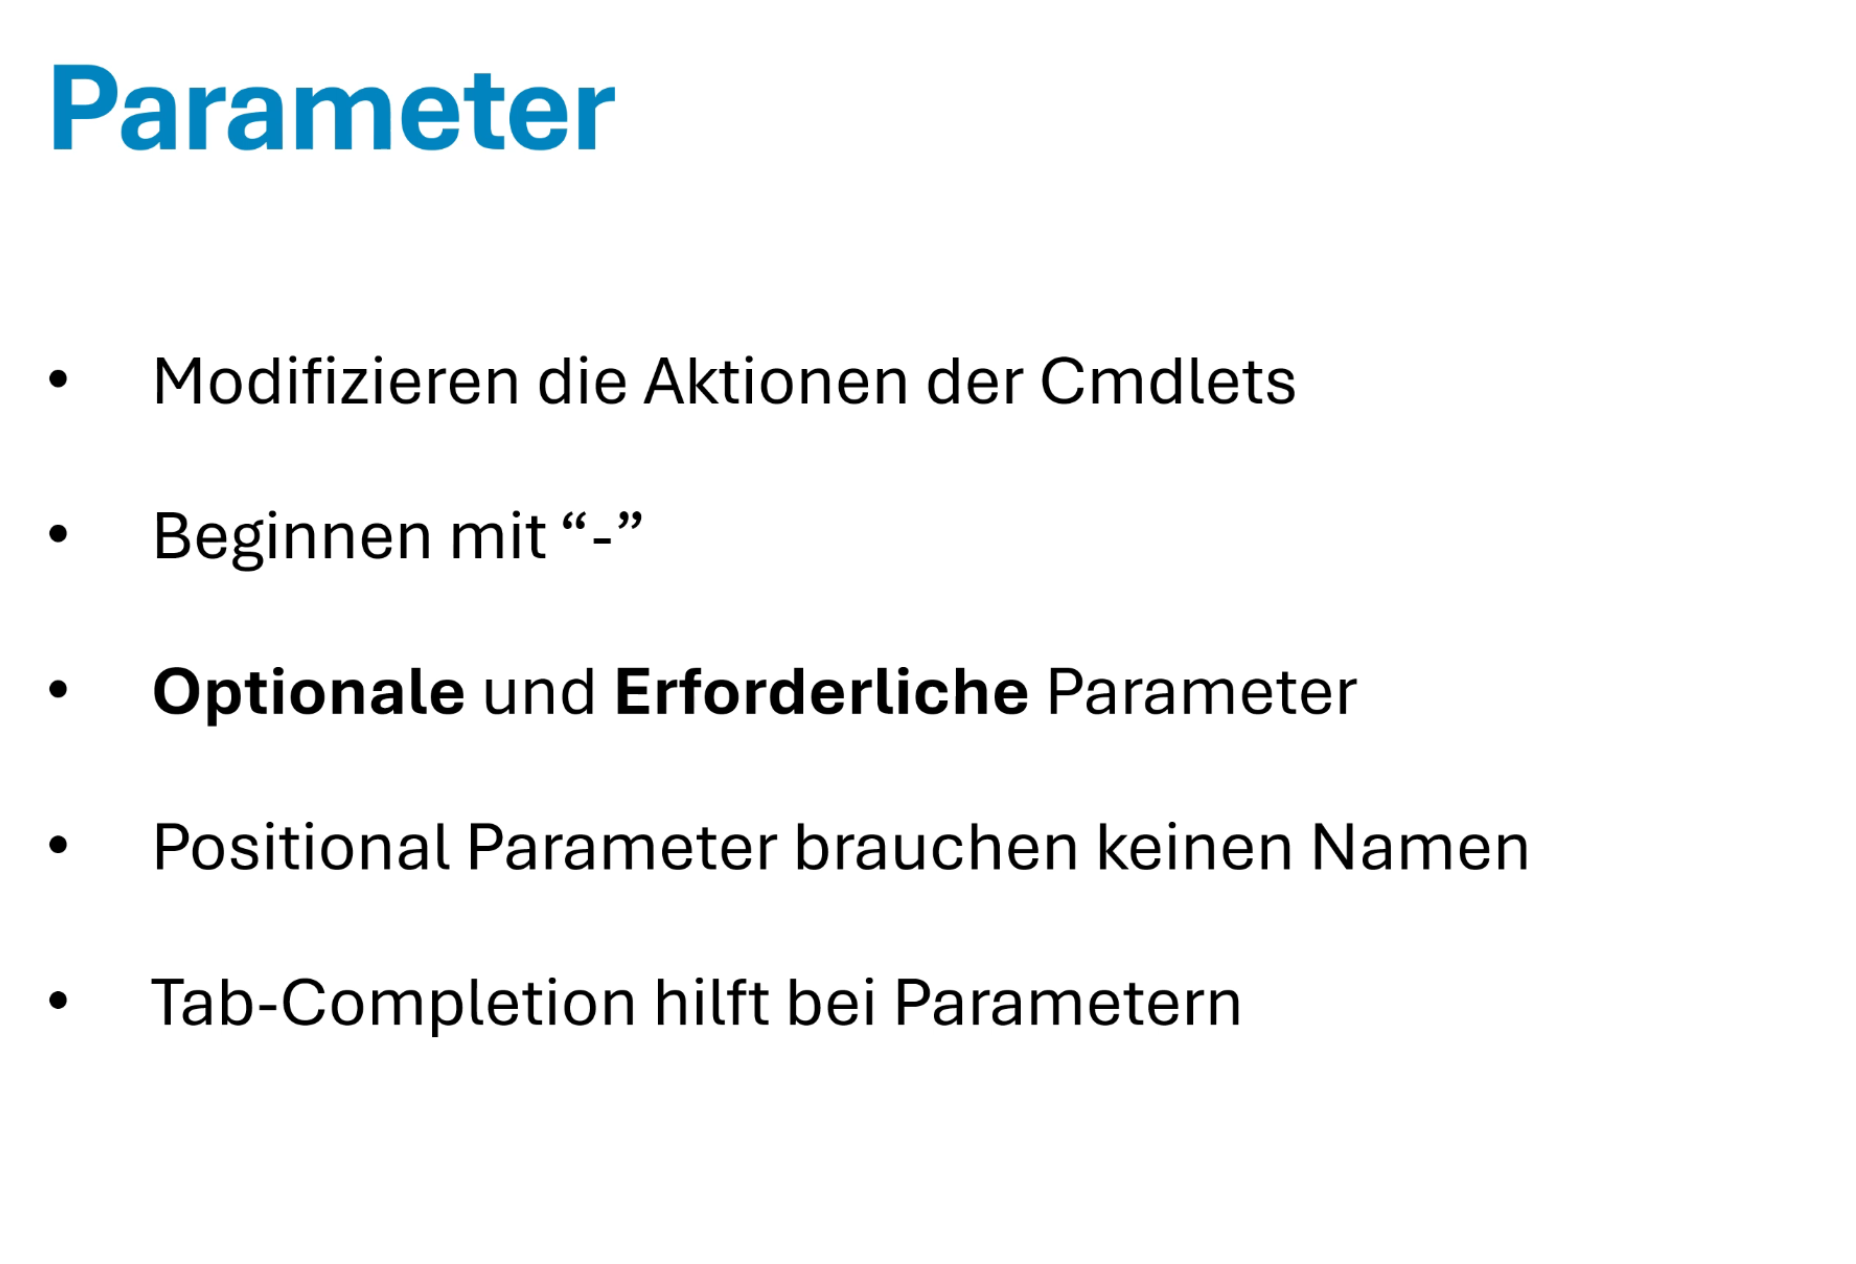 Parameter
• Modifizieren die Aktionen der Cmdlets
• Beginnen mit “-”
• Optionale und Erforderliche Parameter
• Positional Parameter brauchen keinen Namen
• Tab-Completion hilft bei Parametern